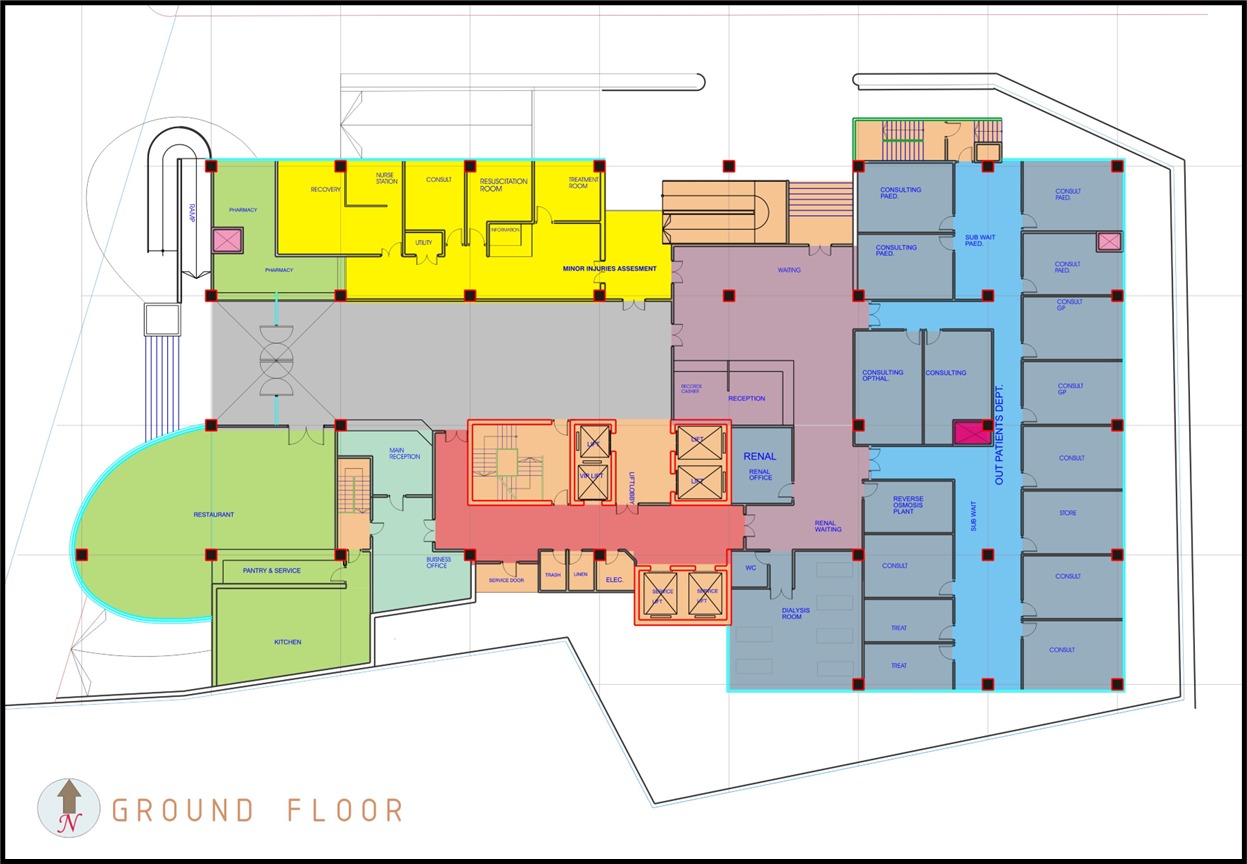 RAMP
PHARMACY
PHARMACY
RECOVERY
NURSE
STATION
CONSULT
UTILITY
RESUSCITATION
ROOM
INFORMATION
TREATMENT
ROOM
MINOR INJURIES ASSESMENT
WAITING
CONSULTING
PAED.
CONSULTING
PAED.
SUB WAIT
PAED.
CONSULT
PAED.
CONSULT
PAED.
CONSULT
GP
CONSULT
GP
CONSULTING
OPTHAL.
CONSULTING
RECORDS
CASHIER
RECEPTION
OUT PATIENTS DEPT.
MAIN
RECEPTION
LIFT
VIP LIFT
LIFT LOBBY
LIFT
LIFT
RENAL
RENAL
OFFICE
CONSULT
STORE
REVERSE
OSMOSIS
PLANT
SUB WAIT
RENAL
WAITING
RESTAURANT
PANTRY & SERVICE
KITCHEN
BUISNESS
OFFICE
SERVICE DOOR
TRASH
LINEN
ELEC.
SERVICE
LIFT
SERVICE
LIFT
WC
DIALYSIS
ROOM
CONSULT
TREAT
TREAT
CONSULT
CONSULT
N
GROUND FLOOR